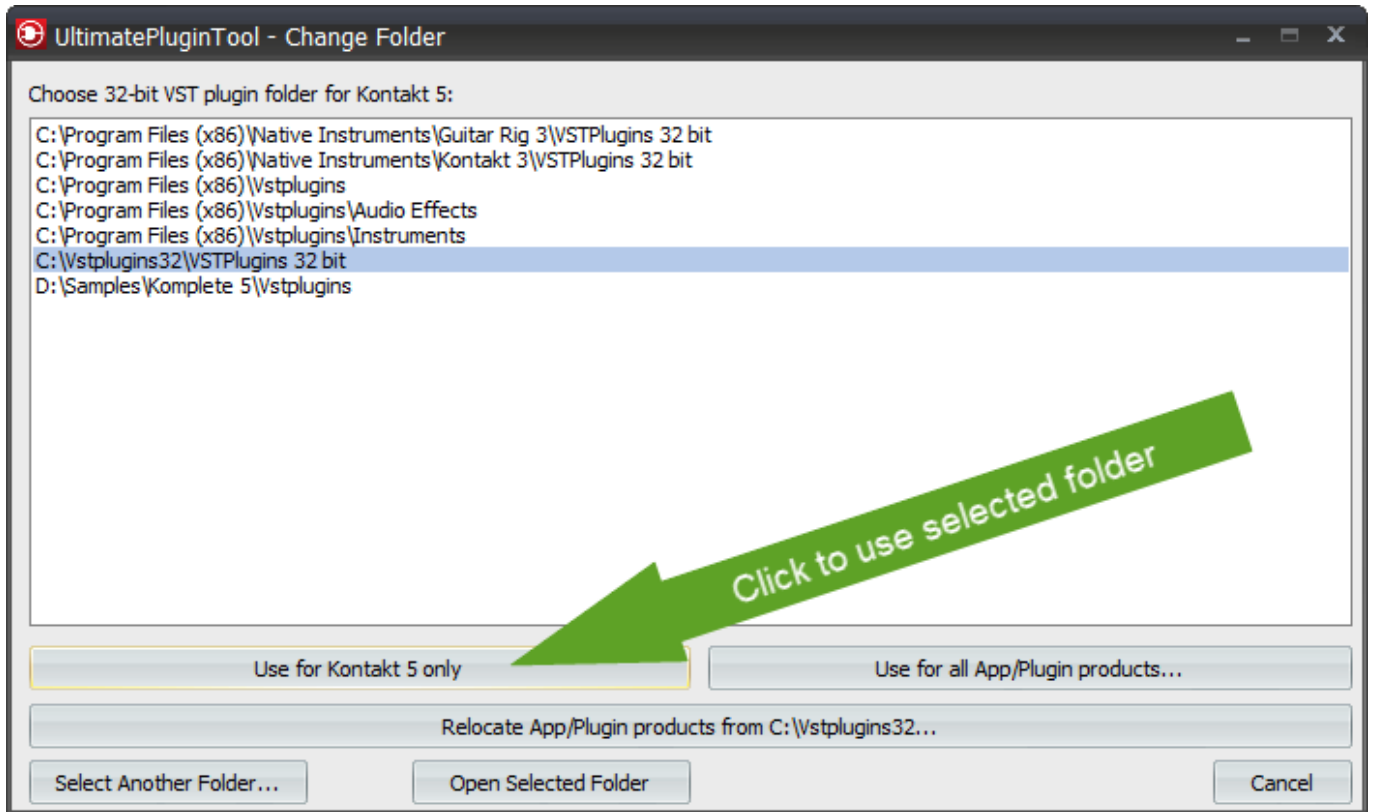 UltimatePluginTool - Change Folder
Choose 32-bit VST plugin folder for Kontakt 5:
C:\Program Files (x86)\Native Instruments\Guitar Rig 3\VSTPlugins 32 bit
C:\Program Files (x86)\Native Instruments\Kontakt 3\VSTPlugins 32 bit
C:\Program Files (x86)\Vstplugins
C:\Program Files (x86)\Vstplugins\Audio Effects
C:\Program Files (x86)\Vstplugins\Instruments
C:\Vstplugins32\VSTPlugins 32 bit
D:\Samples\Komplete 5\Vstplugins
Click to use selected folder
Use for Kontakt 5 only
Use for all App/Plugin products...
Relocate App/Plugin products from C:\Vstplugins32...
Select Another Folder...
Open Selected Folder
Cancel